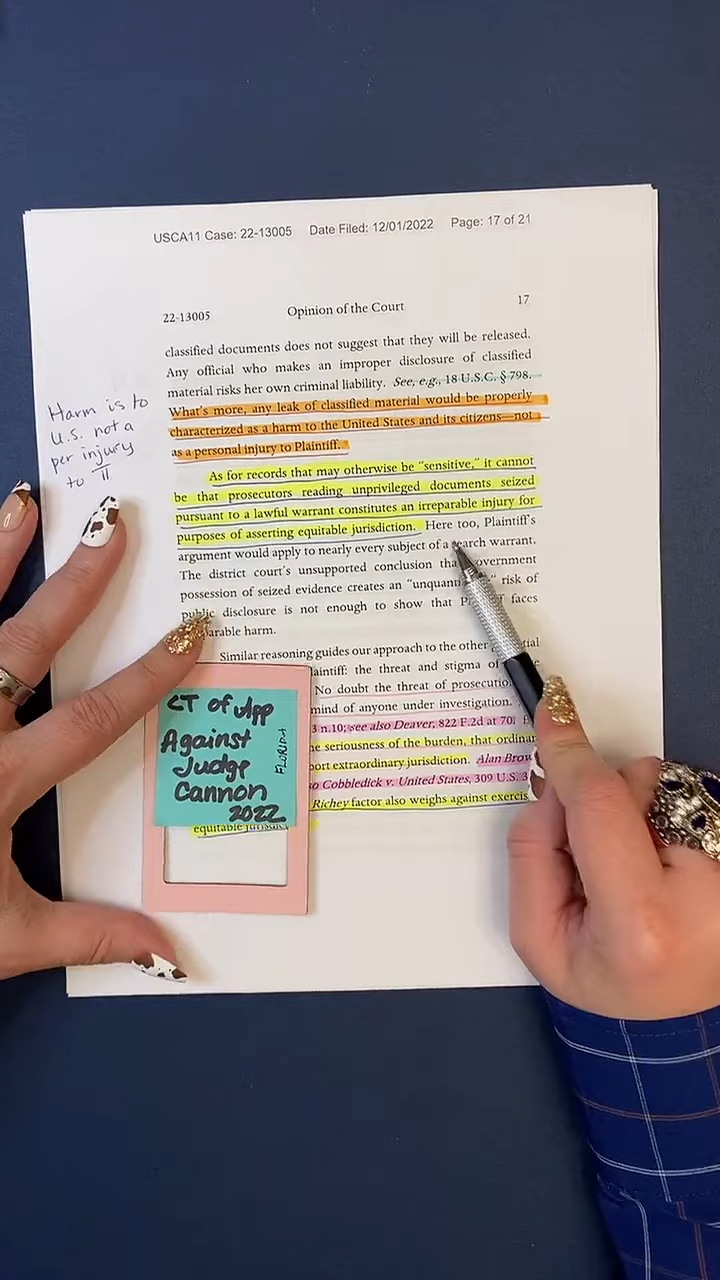 USCA11 Case: 22-13005 Date Filed: 12/01/2022 Page: 17 of 21
22-13005 Opinion of the Court 17
classified documents does not suggest that they will be released.
Any official who makes an improper disclosure of classified
material risks her own criminal liability. See, e.g., 18 U.S.C. § 798.
What's more, any leak of classified material would be properly
characterized as a harm to the United States and its citizens—not
as a personal injury to Plaintiff.
Harm is to
U.S. not a
per injury
to π
As for records that may otherwise be “sensitive,” it cannot
be that prosecutors reading unprivileged documents seized
pursuant to a lawful warrant constitutes an irreparable injury for
purposes of asserting equitable jurisdiction. Here too, Plaintiff's
argument would apply to nearly every subject of a search warrant.
The district court's unsupported conclusion that government
possession of seized evidence creates an “ risk of
public disclosure is not enough to show that faces
harm.
Similar reasoning guides our approach to the other
the threat and stigma of
No doubt the threat of prosecution
mind of anyone under investigation.
3 n.10; see also Deaver, 822 F.2d at 70.
seriousness of the burden, that
extraordinary jurisdiction. Alan
Cobbledick v. United States, 309 U.S.
Richey factor also weighs against
equitable
CT of App
Against
Judge
Cannon
2022
FLORIDA